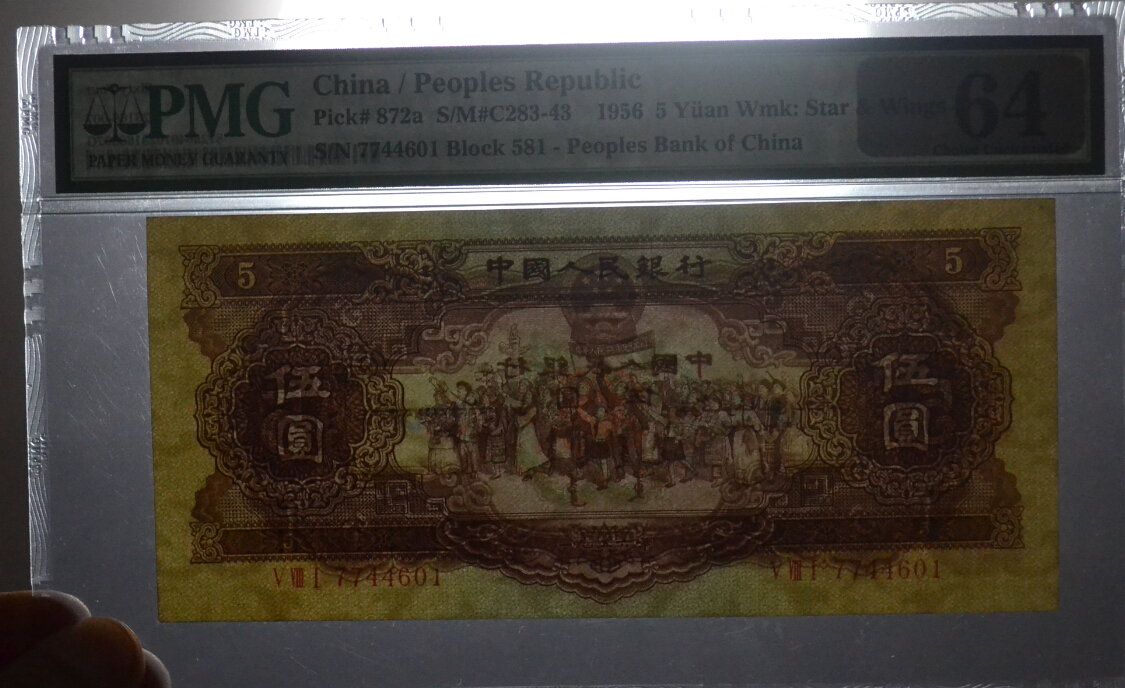 PMG
PAPER MONEY GUARANTY
China / Peoples Republic
Pick# 872a S/M#C283-43 1956 5 Yüan Wmk: Star & Wings
S/N 7744601 Block 581 - Peoples Bank of China
64
5
中國人民銀行
5
伍圓
伍圓
V VIII I 7744601
V VIII I 7744601